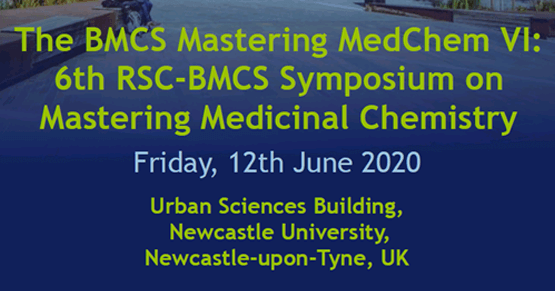 The BMCS Mastering MedChem VI:
6th RSC-BMCS Symposium on
Mastering Medicinal Chemistry
Friday, 12th June 2020
Urban Sciences Building,
Newcastle University,
Newcastle-upon-Tyne, UK